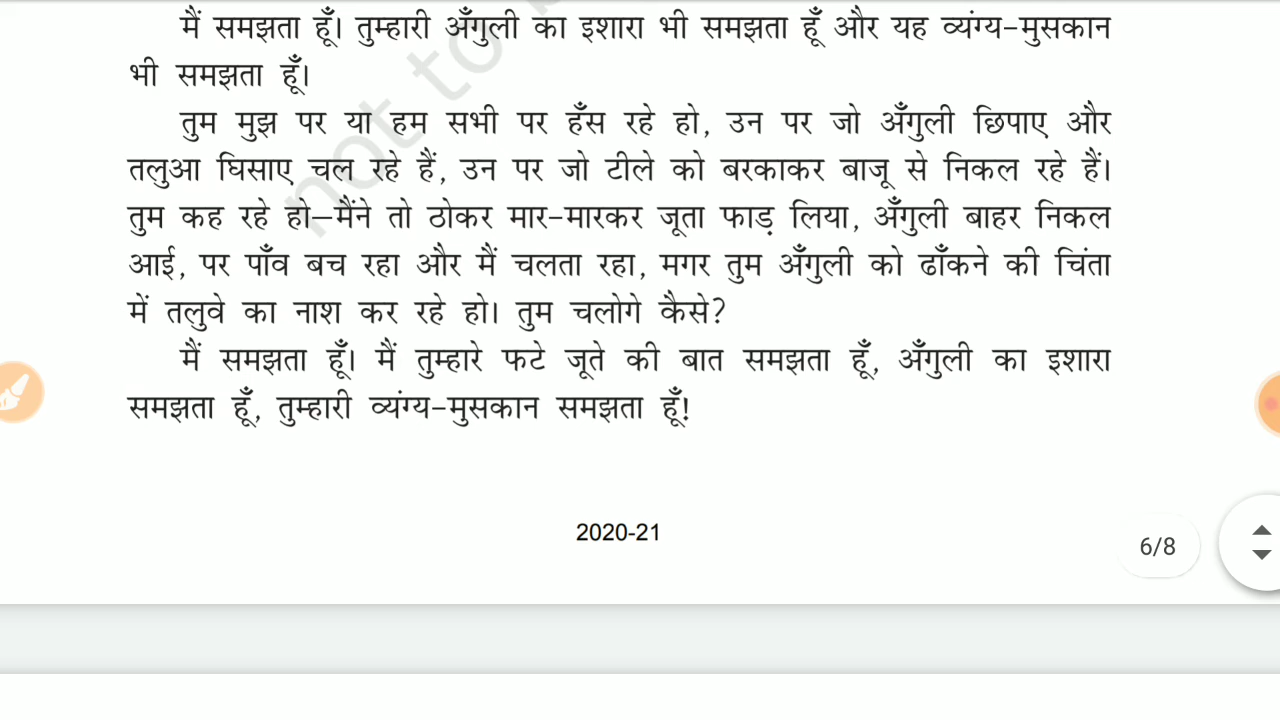 मैं समझता हूँ। तुम्हारी अँगुली का इशारा भी समझता हूँ और यह व्यंग्य-मुसकान
भी समझता हूँ।
तुम मुझ पर या हम सभी पर हँस रहे हो, उन पर जो अँगुली छिपाए और
तलुआ घिसाए चल रहे हैं, उन पर जो टीले को बरकाकर बाजू से निकल रहे हैं।
तुम कह रहे हो—मैंने तो ठोकर मार-मारकर जूता फाड़ लिया, अँगुली बाहर निकल
आई, पर पाँव बच रहा और मैं चलता रहा, मगर तुम अँगुली को ढाँकने की चिंता
में तलुवे का नाश कर रहे हो। तुम चलोगे कैसे?
मैं समझता हूँ। मैं तुम्हारे फटे जूते की बात समझता हूँ, अँगुली का इशारा
समझता हूँ, तुम्हारी व्यंग्य-मुसकान समझता हूँ!
not to
2020-21
6/8